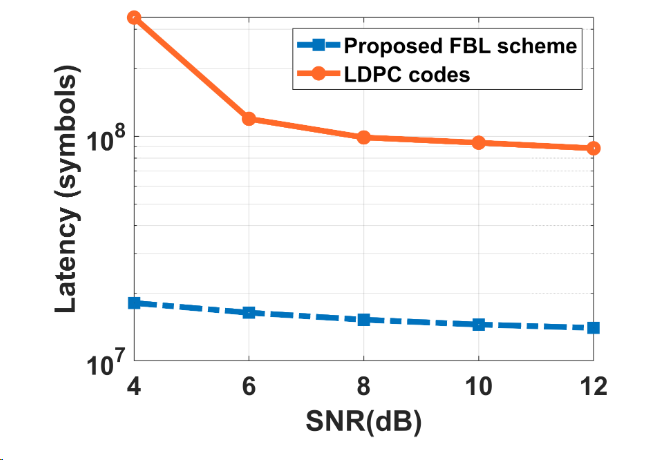 Proposed FBL scheme
LDPC codes
Latency (symbols)
10^8
10^7
4 6 8 10 12
SNR(dB)